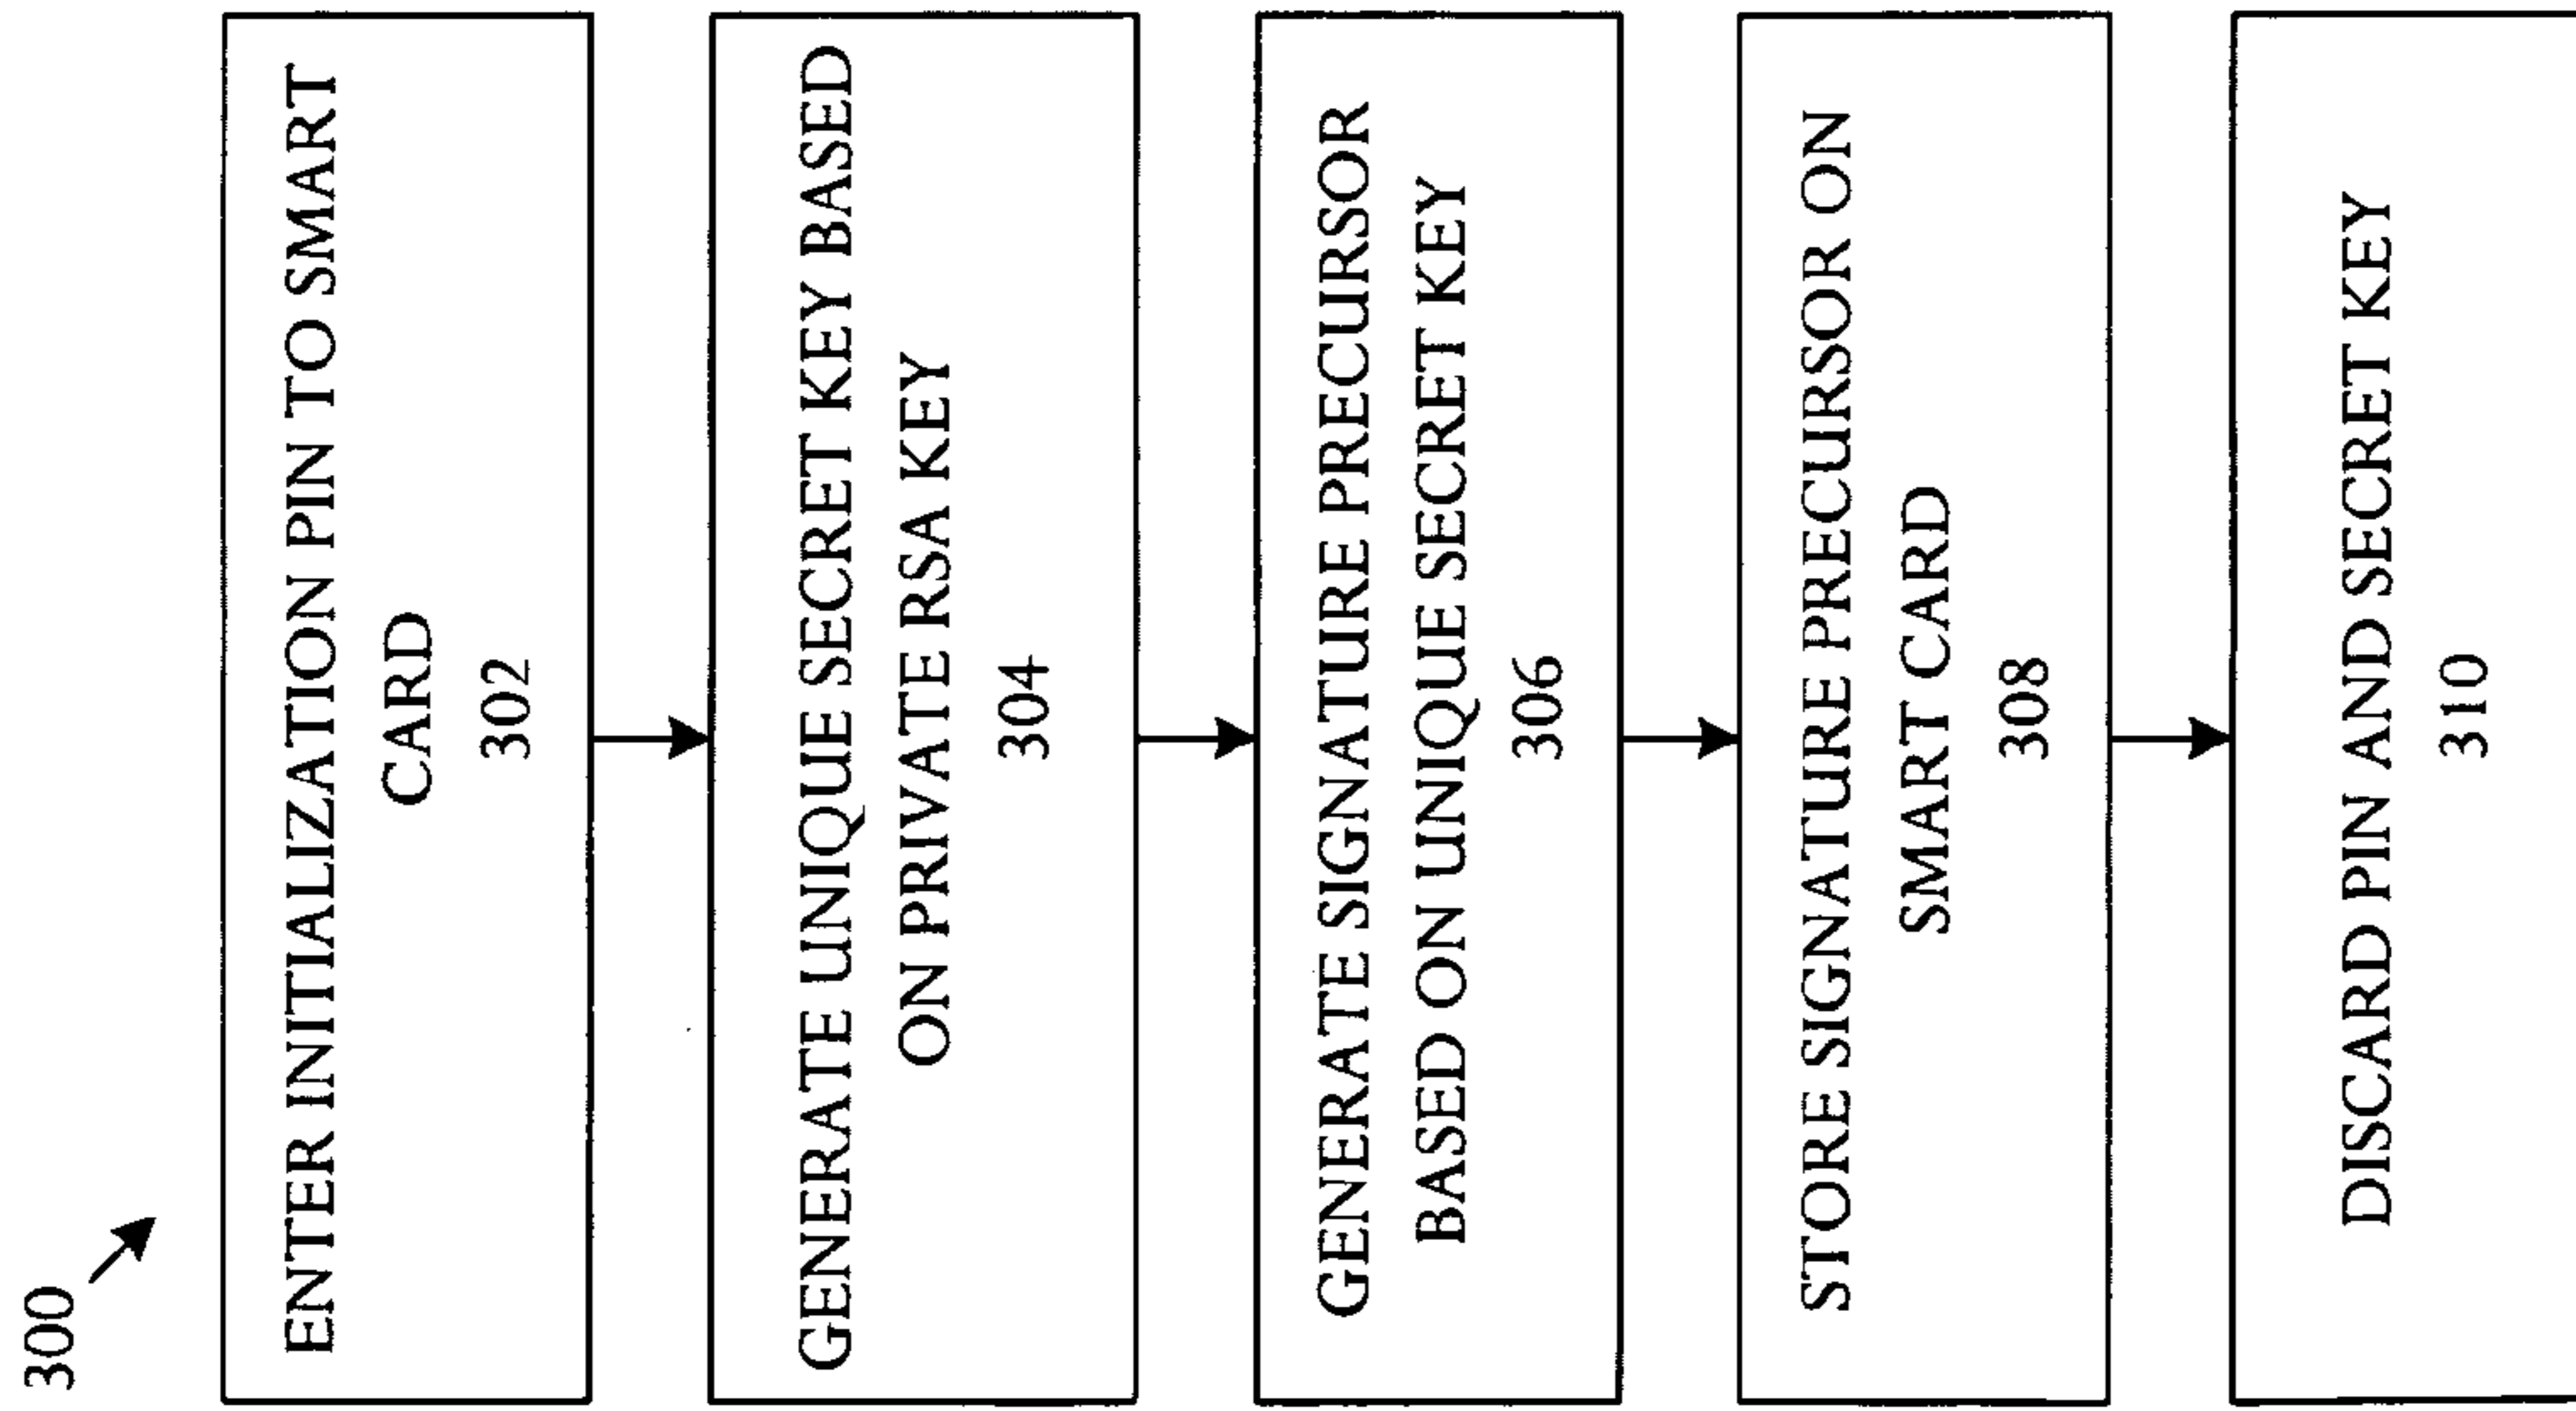 300
ENTER INITIALIZATION PIN TO SMART
CARD
302
GENERATE UNIQUE SECRET KEY BASED
ON PRIVATE RSA KEY
304
GENERATE SIGNATURE PRECURSOR
BASED ON UNIQUE SECRET KEY
306
STORE SIGNATURE PRECURSOR ON
SMART CARD
308
DISCARD PIN AND SECRET KEY
310